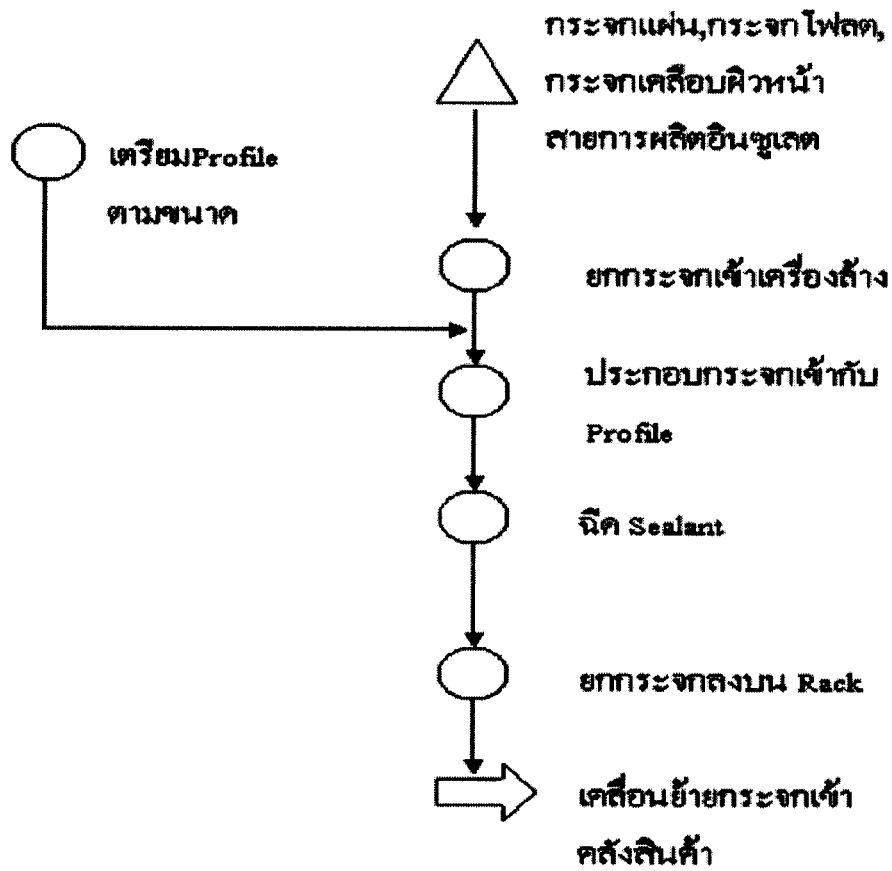 กระจกแผ่น,กระจกโฟลต,
กระจกเคลือบผิวหน้า
สายการผลิตอินซูเลต
เตรียมProfile
ตามขนาด
ยกกระจกเข้าเครื่องล้าง
ประกอบกระจกเข้ากับ
Profile
ฉีด Sealant
ยกกระจกลงบน Rack
เคลื่อนย้ายกระจกเข้า
คลังสินค้า